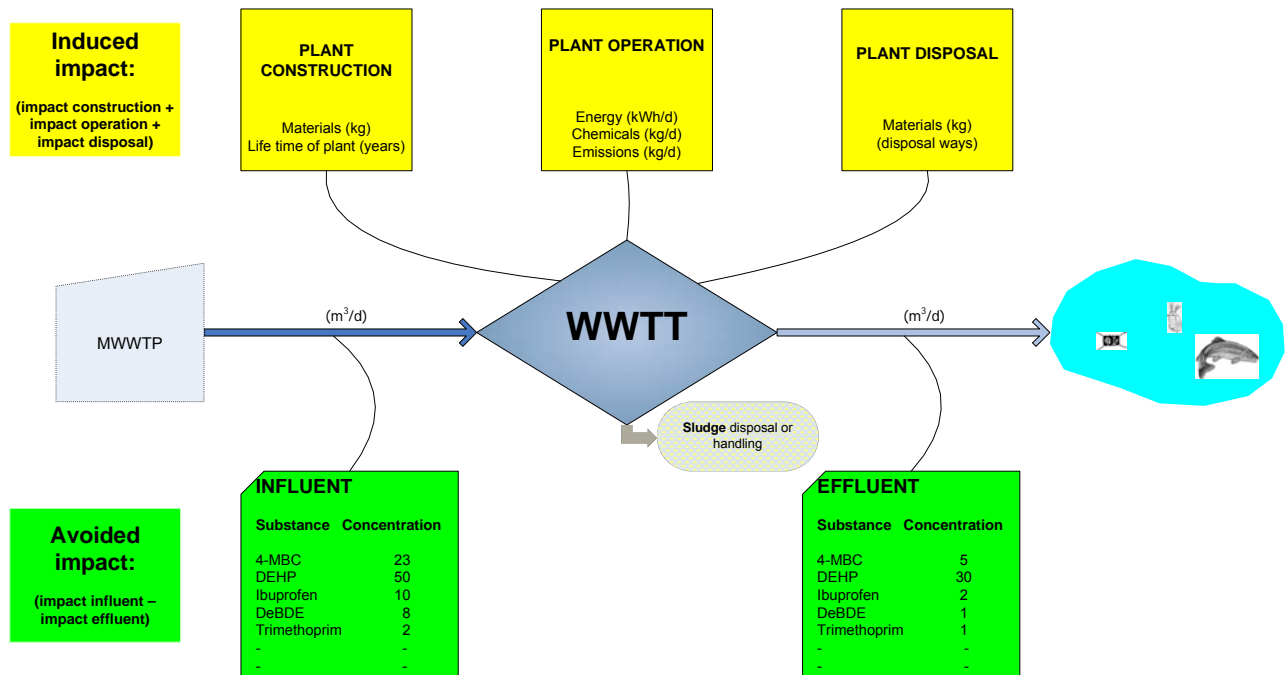 Induced
impact:
(impact construction +
impact operation +
impact disposal)
PLANT
CONSTRUCTION
Materials (kg)
Life time of plant (years)
PLANT OPERATION
Energy (kWh/d)
Chemicals (kg/d)
Emissions (kg/d)
PLANT DISPOSAL
Materials (kg)
(disposal ways)
MWWTP
(m³/d)
WWTT
(m³/d)
Sludge disposal or
handling
Avoided
impact:
(impact influent –
impact effluent)
INFLUENT
Substance Concentration
4-MBC 23
DEHP 50
Ibuprofen 10
DeBDE 8
Trimethoprim 2
- -
- -
EFFLUENT
Substance Concentration
4-MBC 5
DEHP 30
Ibuprofen 2
DeBDE 1
Trimethoprim 1
- -
- -